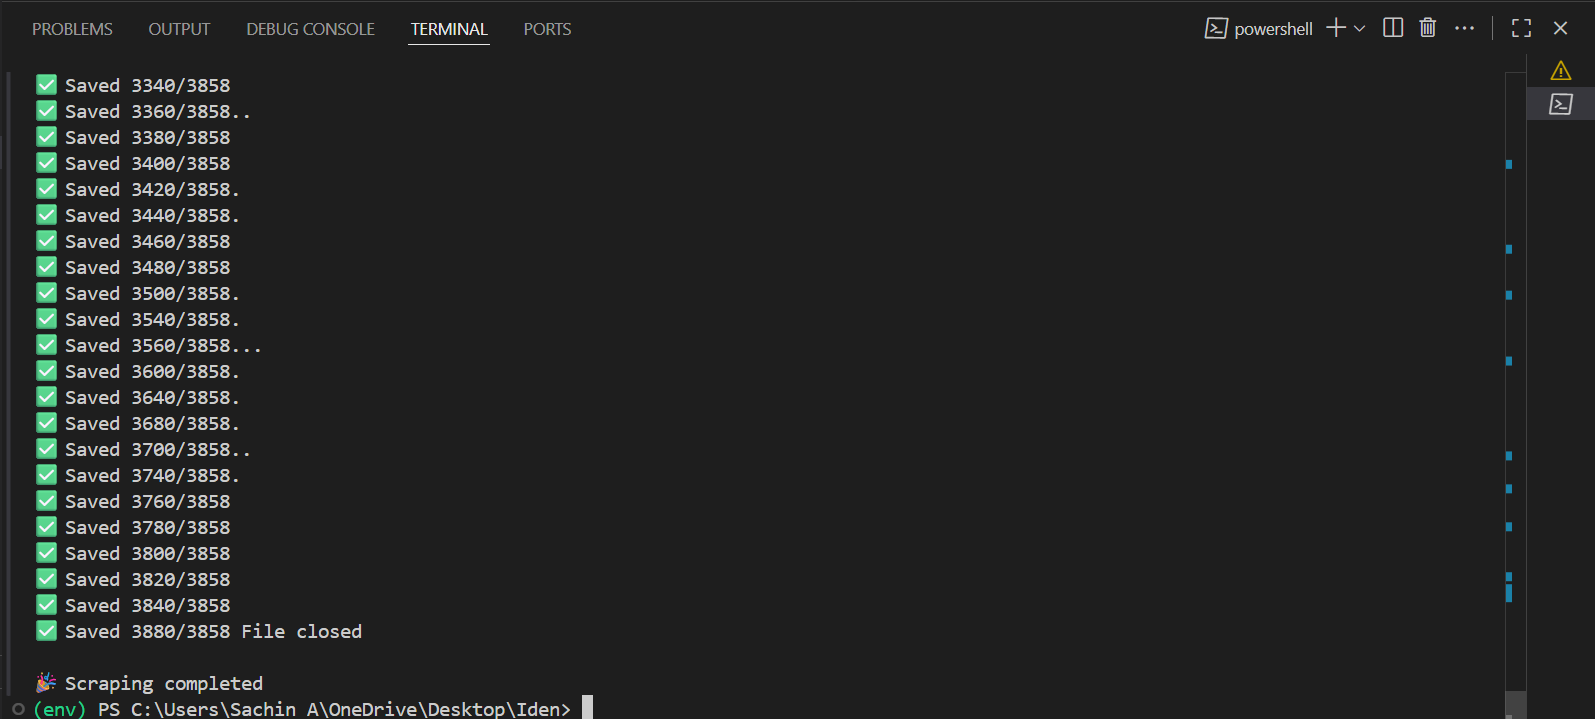 PROBLEMS OUTPUT DEBUG CONSOLE TERMINAL PORTS powershell
✅ Saved 3340/3858
✅ Saved 3360/3858..
✅ Saved 3380/3858
✅ Saved 3400/3858
✅ Saved 3420/3858.
✅ Saved 3440/3858.
✅ Saved 3460/3858
✅ Saved 3480/3858
✅ Saved 3500/3858.
✅ Saved 3540/3858.
✅ Saved 3560/3858...
✅ Saved 3600/3858.
✅ Saved 3640/3858.
✅ Saved 3680/3858.
✅ Saved 3700/3858..
✅ Saved 3740/3858.
✅ Saved 3760/3858
✅ Saved 3780/3858
✅ Saved 3800/3858
✅ Saved 3820/3858
✅ Saved 3840/3858
✅ Saved 3880/3858 File closed
🎉 Scraping completed
(env) PS C:\Users\Sachin A\OneDrive\Desktop\Iden>